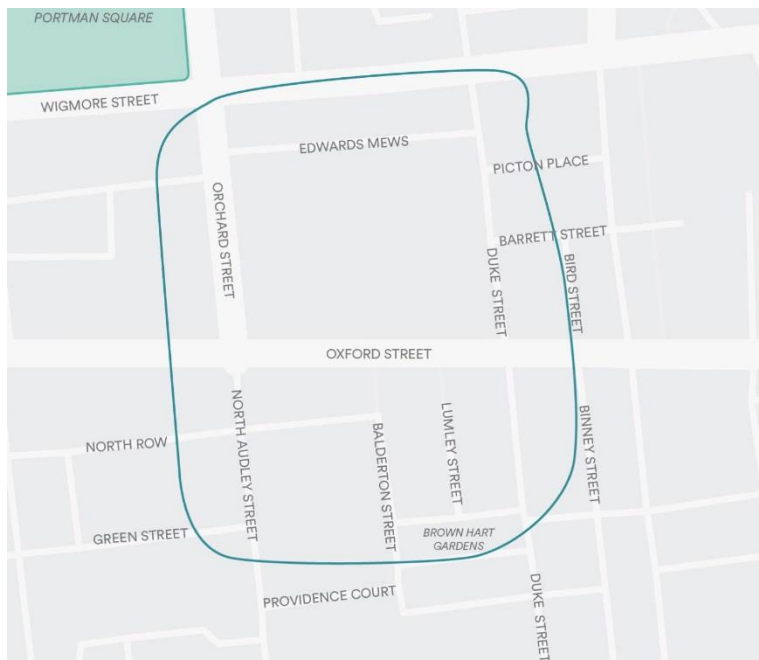 PORTMAN SQUARE
WIGMORE STREET
EDWARDS MEWS
PICTON PLACE
ORCHARD STREET
BARRETT STREET
DUKE STREET
BIRD STREET
OXFORD STREET
NORTH AUDLEY STREET
LUMLEY STREET
BINNEY STREET
BALDERTON STREET
NORTH ROW
GREEN STREET
BROWN HART
GARDENS
PROVIDENCE COURT
DUKE STREET